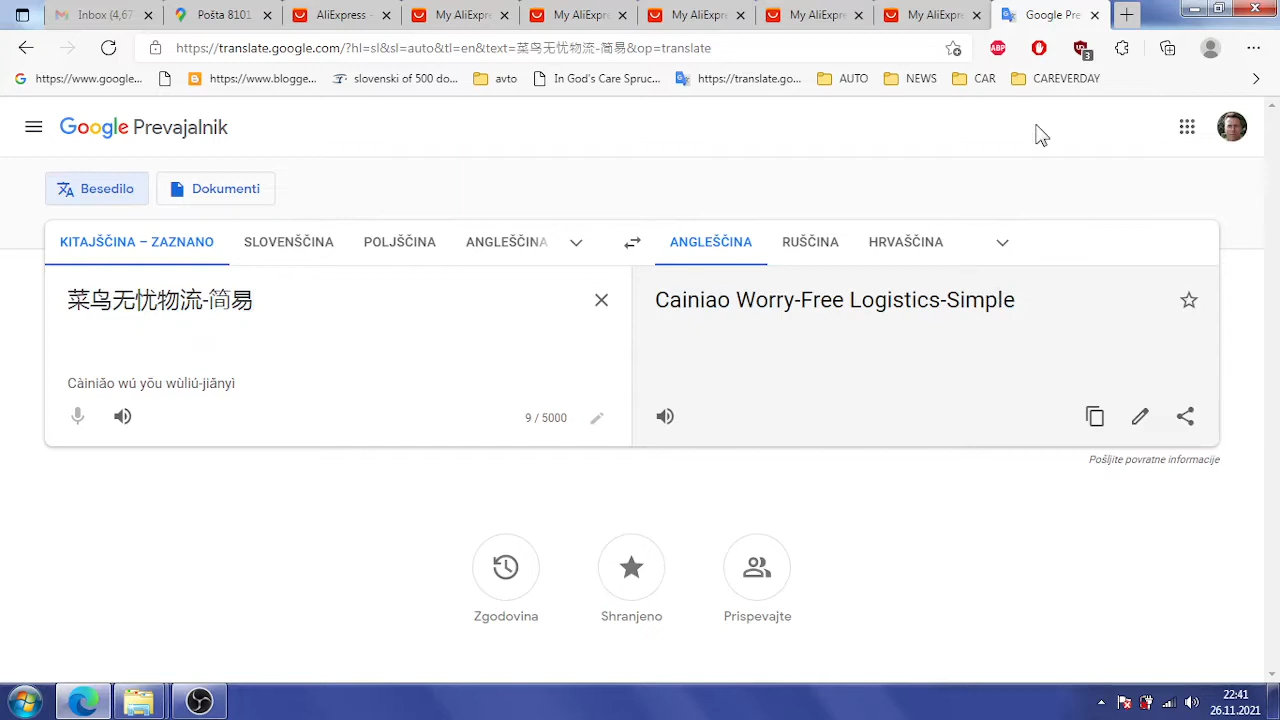 Inbox (4,67
Pošta 8101
AliExpress -
My AliExpre
My AliExpre
My AliExpre
My AliExpre
My AliExpre
Google Pre
https://translate.google.com/?hl=sl&sl=auto&tl=en&text=菜鸟无忧物流-简易&op=translate
ABP
3
https://www.google...
https://www.blogge...
slovenski of 500 do...
avto
In God's Care Spruc...
https://translate.go...
AUTO
NEWS
CAR
CAREVERDAY
Google Prevajalnik
Besedilo
Dokumenti
KITAJŠČINA – ZAZNANO
SLOVENŠČINA
POLJŠČINA
ANGLEŠČINA
ANGLEŠČINA
RUŠČINA
HRVAŠČINA
菜鸟无忧物流-简易
Cainiao Worry-Free Logistics-Simple
Càiniǎo wú yōu wùliú-jiǎnyì
9 / 5000
Pošljite povratne informacije
Zgodovina
Shranjeno
Prispevajte
22:41
26.11.2021